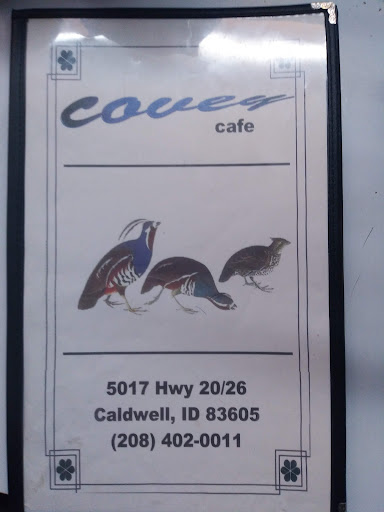 covey
cafe
5017 Hwy 20/26
Caldwell, ID 83605
(208) 402-0011